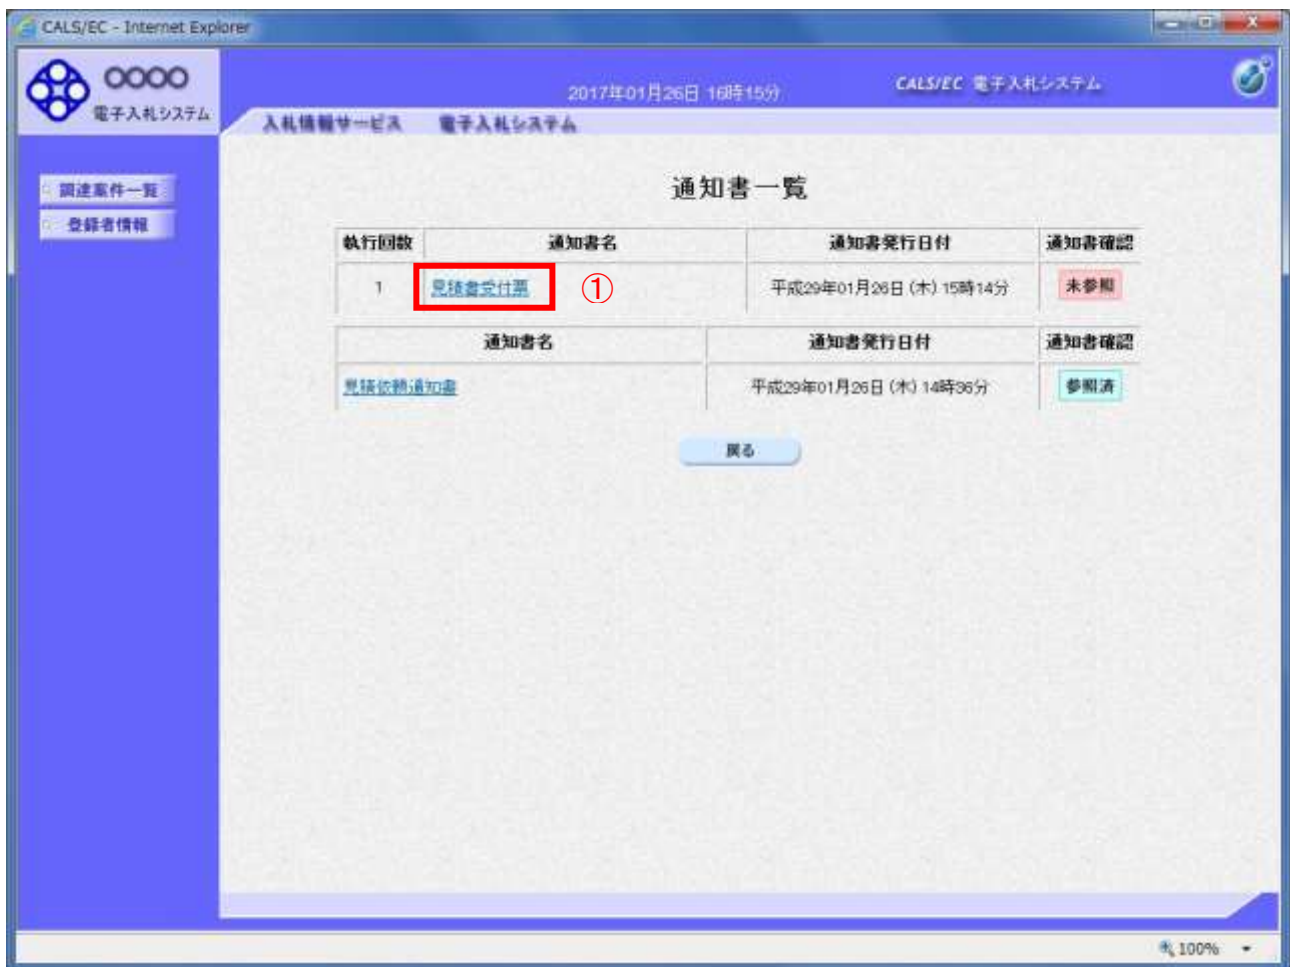 CALS/EC - Internet Explorer
○○○○
電子入札システム
2017年01月26日 16時15分
CALS/EC 電子入札システム
入札情報サービス 電子入札システム
調達案件一覧
登録者情報
通知書一覧
執行回数 通知書名 通知書発行日付 通知書確認
1 見積書受付票 ① 平成29年01月26日(木) 15時14分 未参照
通知書名 通知書発行日付 通知書確認
見積依頼通知書 平成29年01月26日(木) 14時36分 参照済
戻る
100%